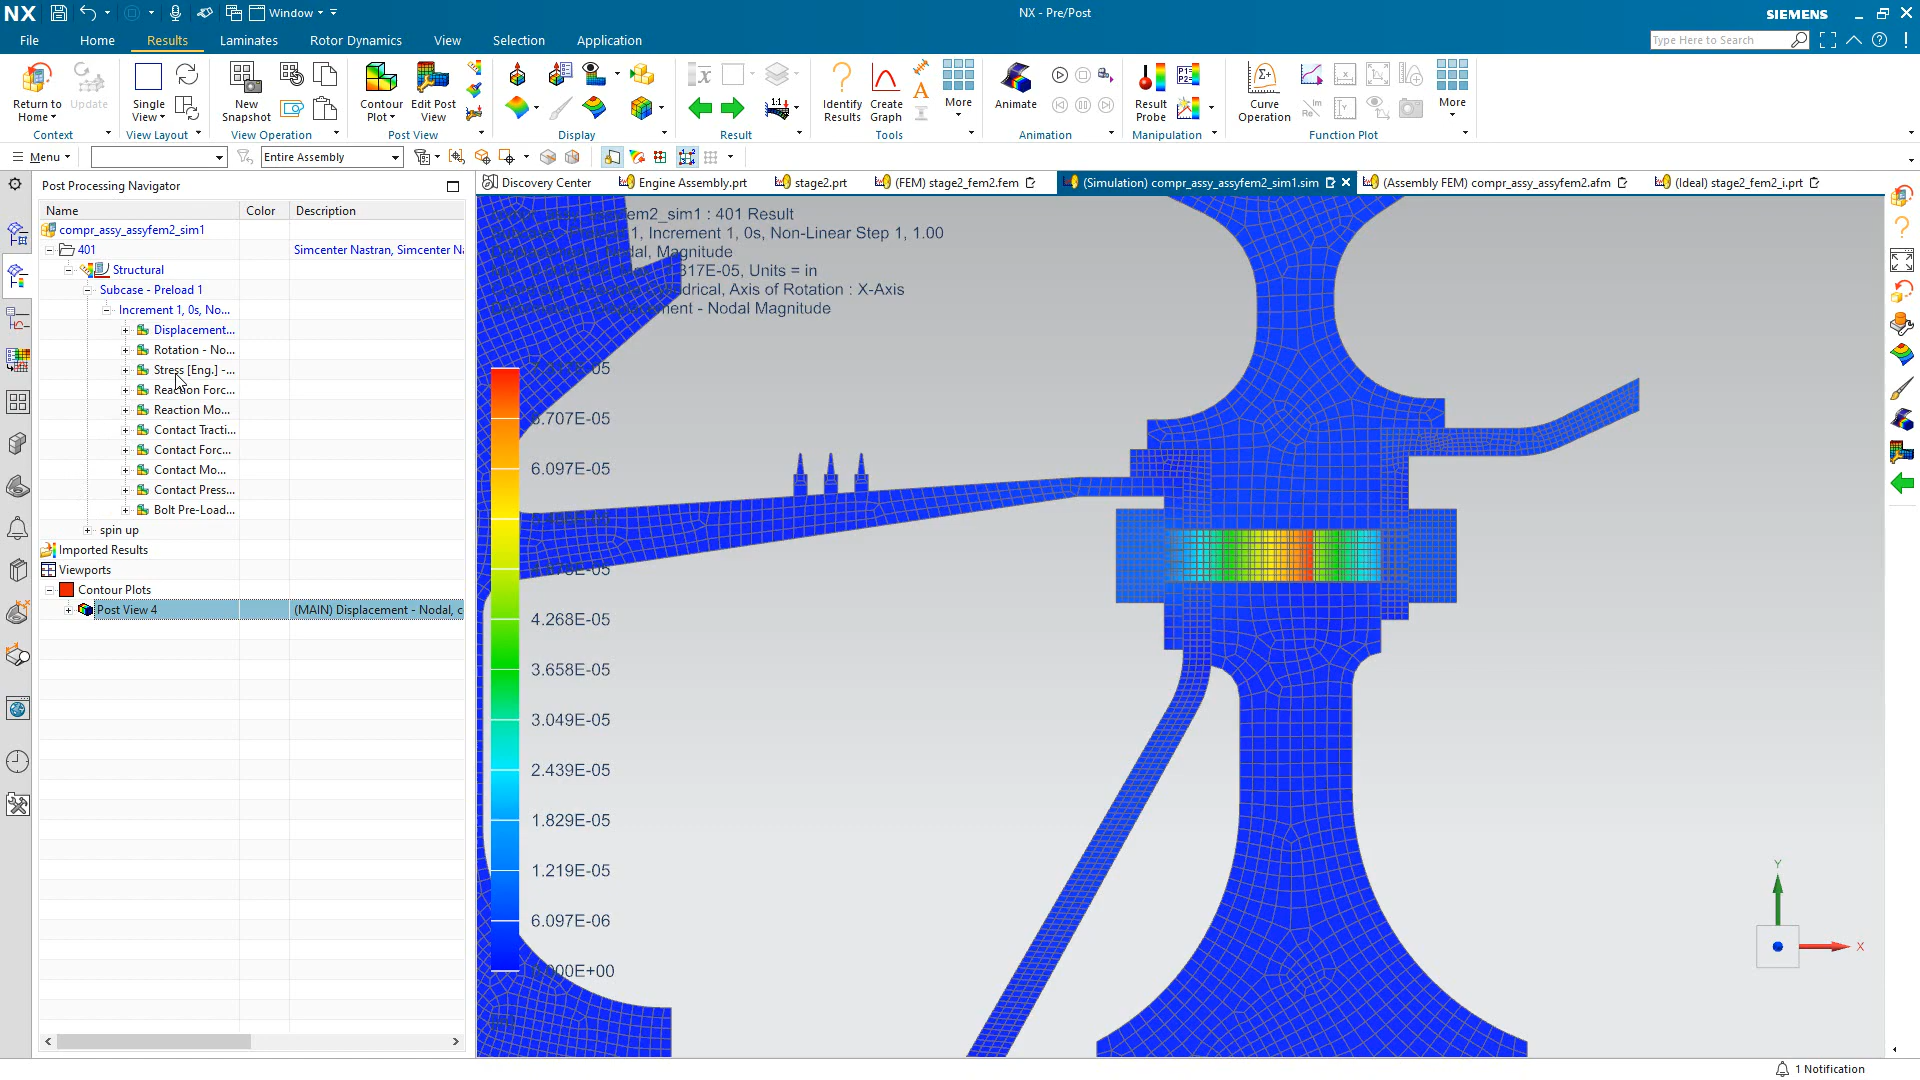 NX
Window
NX - Pre/Post
SIEMENS
File
Home
Results
Laminates
Rotor Dynamics
View
Selection
Application
Type Here to Search
Return to Home
Update
Single View
New Snapshot
Contour Plot
Edit Post View
1:1
Identify Results
Create Graph
More
Animate
Result Probe
Curve Operation
More
Context
View Layout
View Operation
Post View
Display
Result
Tools
Animation
Manipulation
Function Plot
Menu
Entire Assembly
Post Processing Navigator
Discovery Center
Engine Assembly.prt
stage2.prt
(FEM) stage2_fem2.fem
(Simulation) compr_assy_assyfem2_sim1.sim
(Assembly FEM) compr_assy_assyfem2.afm
(Ideal) stage2_fem2_i.prt
Name
Color
Description
compr_assy_assyfem2_sim1
401
Simcenter Nastran, Simcenter Na
Structural
Subcase - Preload 1
Increment 1, 0s, No...
Displacement...
Rotation - No...
Stress [Eng.] -...
Reaction Forc...
Reaction Mo...
Contact Tracti...
Contact Forc...
Contact Mo...
Contact Press...
Bolt Pre-Load...
spin up
Imported Results
Viewports
Contour Plots
Post View 4
(MAIN) Displacement - Nodal, c
sim1 : 401 Result
1, Increment 1, 0s, Non-Linear Step 1, 1.00
Magnitude
317E-05, Units = in
Axis of Rotation : X-Axis
- Nodal Magnitude
6.097E-05
4.268E-05
3.658E-05
3.049E-05
2.439E-05
1.829E-05
1.219E-05
6.097E-06
Y
X
1 Notification